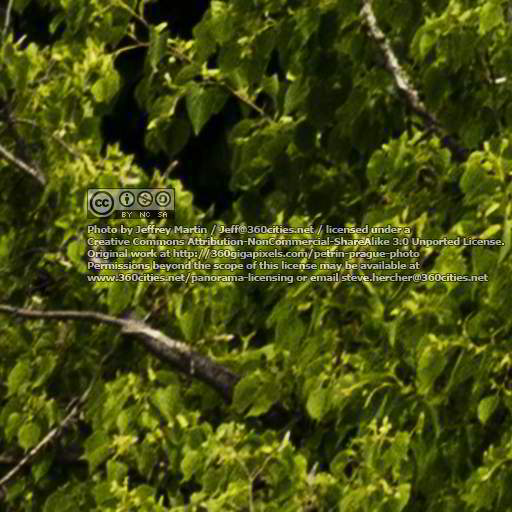 cc BY NC SA
Photo by Jeffrey Martin / Jeff@360cities.net / licensed under a
Creative Commons Attribution-NonCommercial-ShareAlike 3.0 Unported License.
Original work at http://360gigapixels.com/petrin-prague-photo
Permissions beyond the scope of this license may be available at
www.360cities.net/panorama-licensing or email steve.hercher@360cities.net